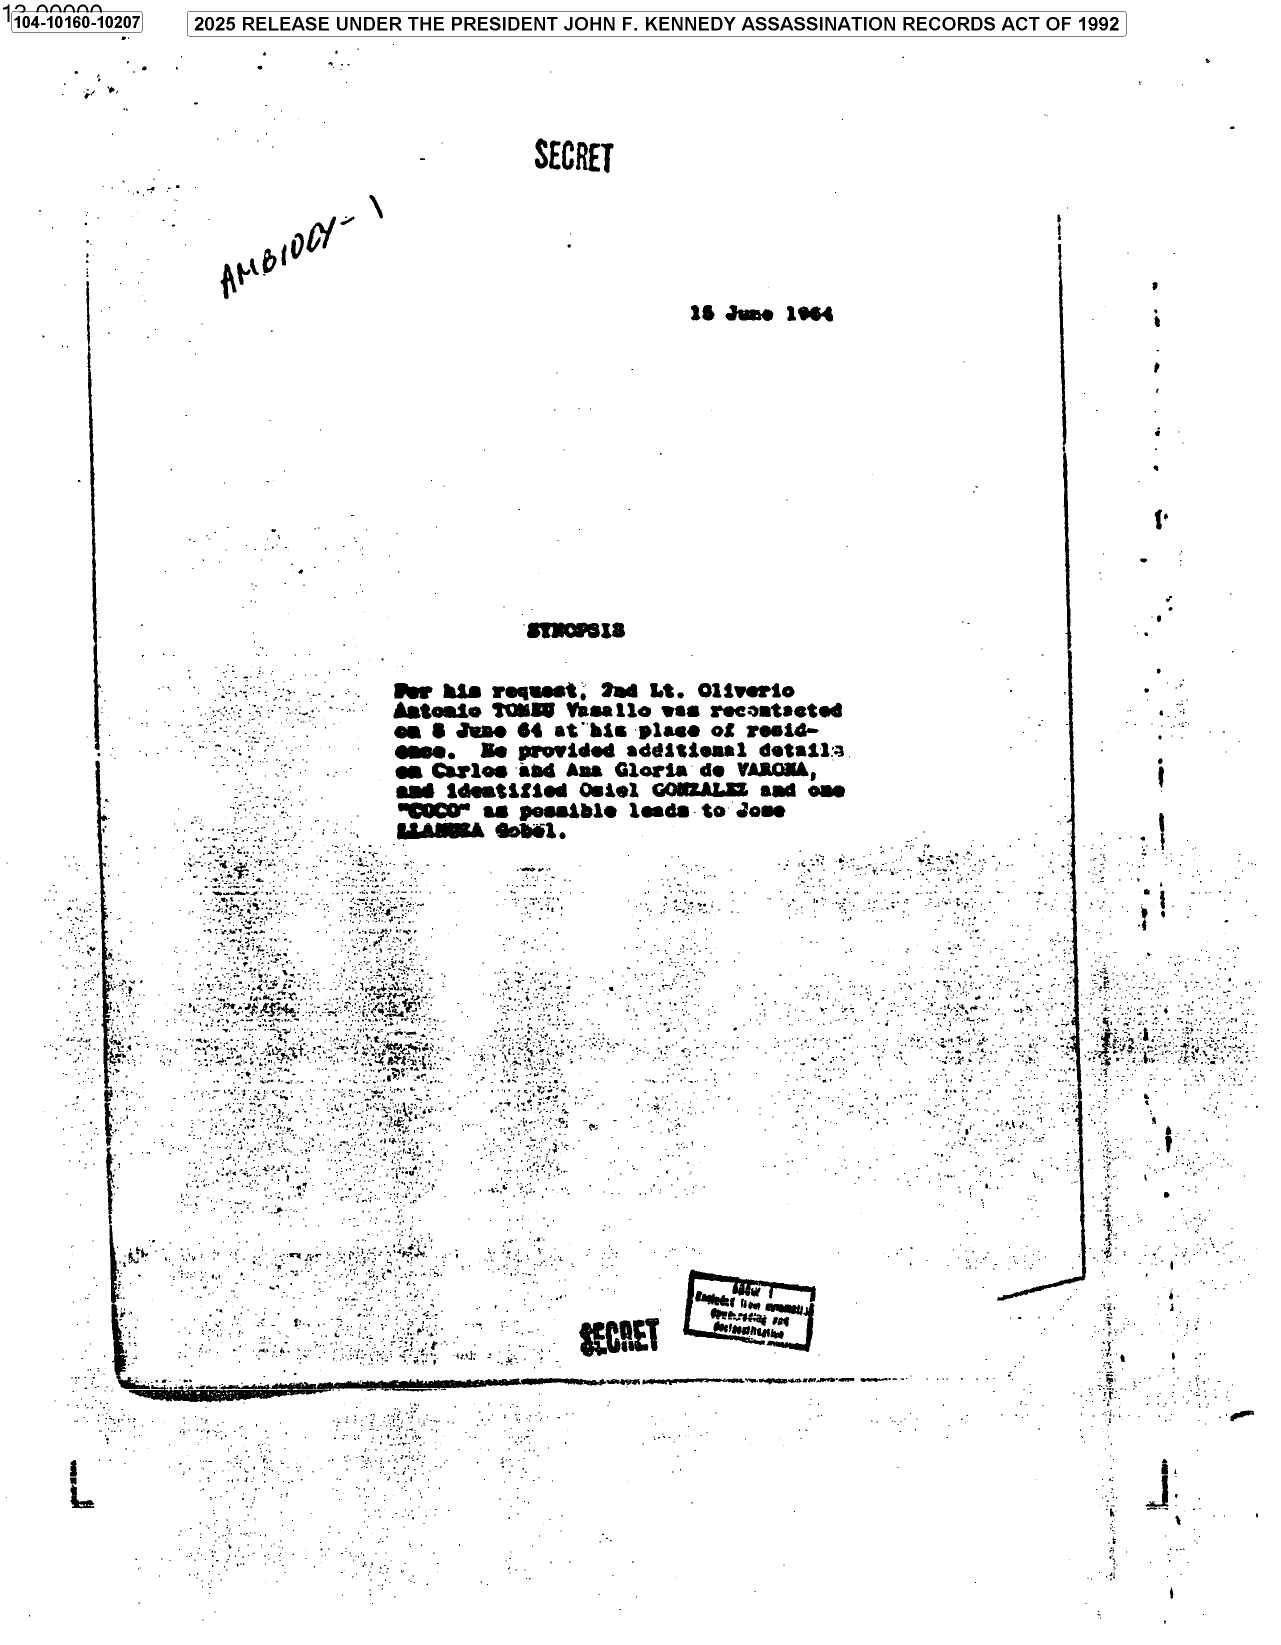 104-10160-10207
2025 RELEASE UNDER THE PRESIDENT JOHN F. KENNEDY ASSASSINATION RECORDS ACT OF 1992
SECRET
AMBIDDY-1
15 June 1964
SYNOPSIS
Per his request, 2nd Lt. Oliverio
Antonio TOMEU Vasallo was recontacted
on 8 June 64 at his place of resid-
ence. He provided additional details
on Carlos and Ana Gloria de VARONA,
and identified Osiel GONZALEZ and one
"COCO" as possible leads to Jose
LLANUZA Gobel.
GROUP 1
Excluded from automatic
downgrading and
declassification
SECRET